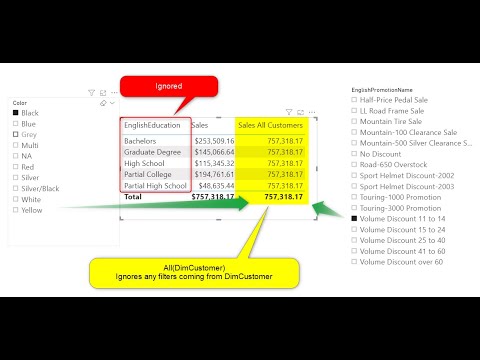 Ignored
Color
Black
Blue
Grey
Multi
NA
Red
Silver
Silver/Black
White
Yellow
EnglishEducation Sales Sales All Customers
Bachelors $253,509.16 757,318.17
Graduate Degree $145,066.64 757,318.17
High School $115,345.32 757,318.17
Partial College $194,761.61 757,318.17
Partial High School $48,635.44 757,318.17
Total $757,318.17 757,318.17
All(DimCustomer)
Ignores any filters coming from DimCustomer
EnglishPromotionName
Half-Price Pedal Sale
LL Road Frame Sale
Mountain Tire Sale
Mountain-100 Clearance Sale
Mountain-500 Silver Clearance S...
No Discount
Road-650 Overstock
Sport Helmet Discount-2002
Sport Helmet Discount-2003
Touring-1000 Promotion
Touring-3000 Promotion
Volume Discount 11 to 14
Volume Discount 15 to 24
Volume Discount 25 to 40
Volume Discount 41 to 60
Volume Discount over 60